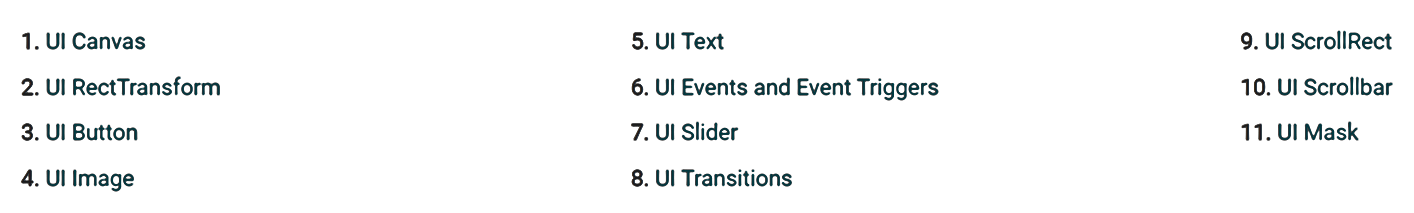 1. UI Canvas
2. UI RectTransform
3. UI Button
4. UI Image
5. UI Text
6. UI Events and Event Triggers
7. UI Slider
8. UI Transitions
9. UI ScrollRect
10. UI Scrollbar
11. UI Mask